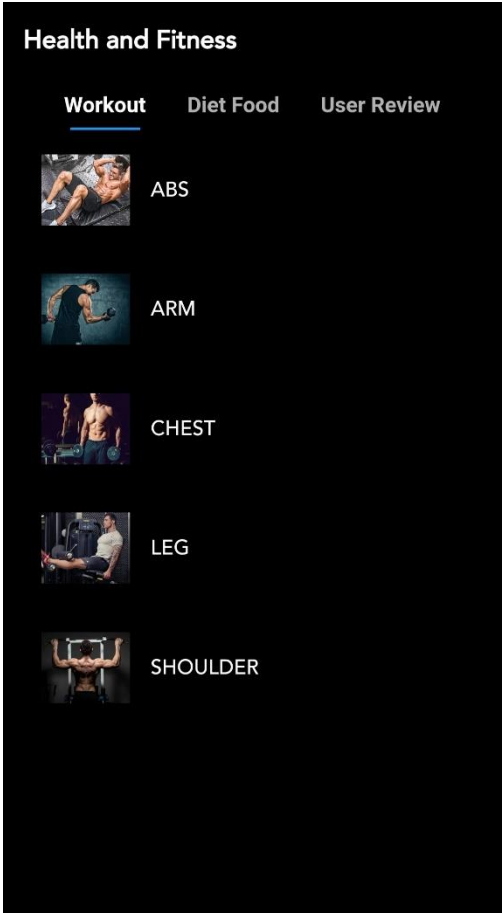 Health and Fitness
Workout Diet Food User Review
ABS
ARM
CHEST
LEG
SHOULDER